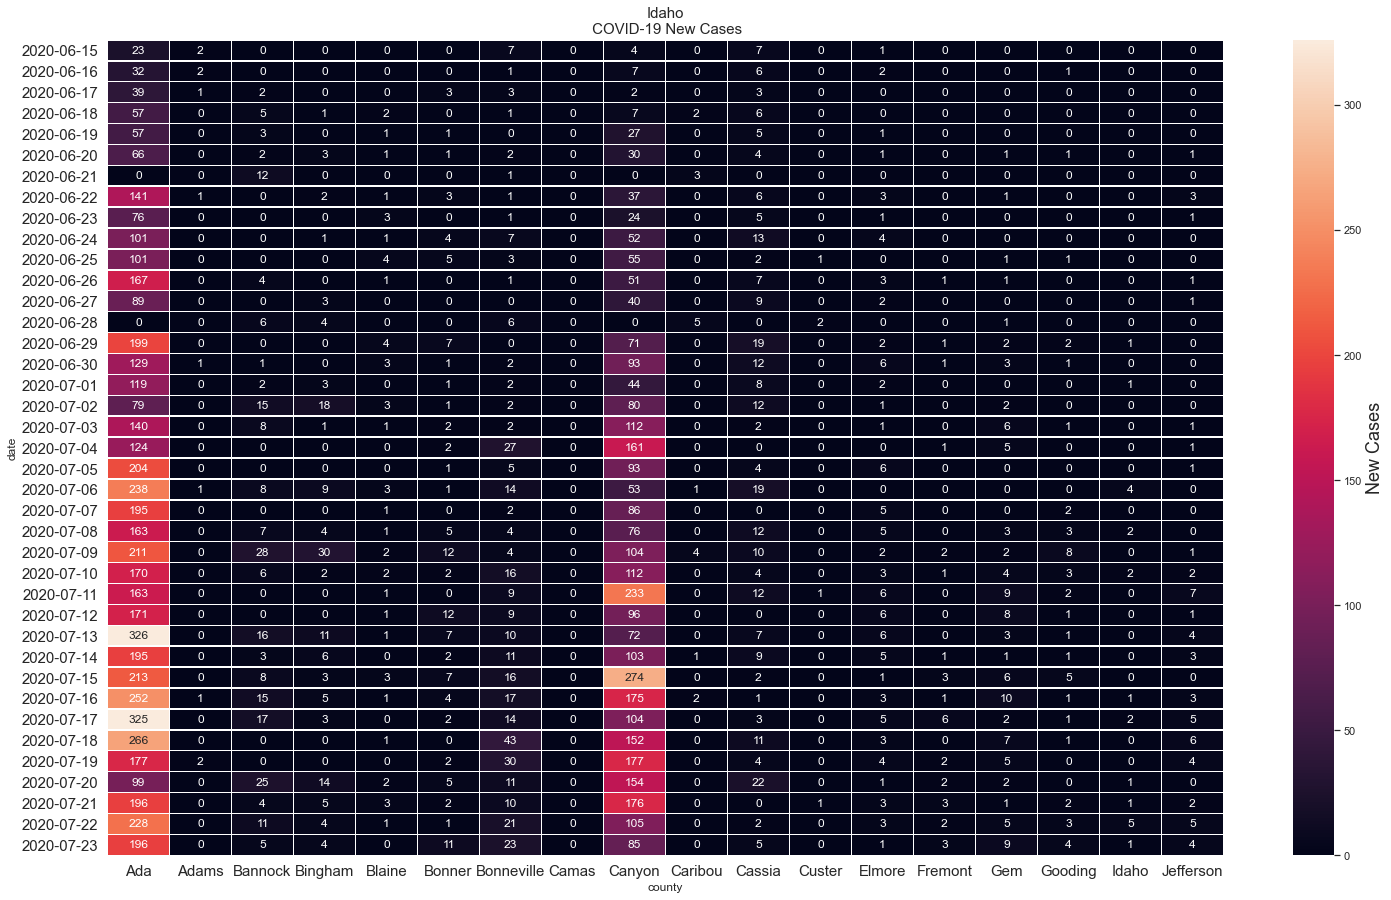 Idaho
COVID-19 New Cases
2020-06-15 23 2 0 0 0 0 7 0 4 0 7 0 1 0 0 0 0 0
2020-06-16 32 2 0 0 0 0 1 0 7 0 6 0 2 0 0 1 0 0
2020-06-17 39 1 2 0 0 3 3 0 2 0 3 0 0 0 0 0 0 0
2020-06-18 57 0 5 1 2 0 1 0 7 2 6 0 0 0 0 0 0 0
2020-06-19 57 0 3 0 1 1 0 0 27 0 5 0 1 0 0 0 0 0
2020-06-20 66 0 2 3 1 1 2 0 30 0 4 0 1 0 1 1 0 1
2020-06-21 0 0 12 0 0 0 1 0 0 3 0 0 0 0 0 0 0 0
2020-06-22 141 1 0 2 1 3 1 0 37 0 6 0 3 0 1 0 0 3
2020-06-23 76 0 0 0 3 0 1 0 24 0 5 0 1 0 0 0 0 1
2020-06-24 101 0 0 1 1 4 7 0 52 0 13 0 4 0 0 0 0 0
2020-06-25 101 0 0 0 4 5 3 0 55 0 2 1 0 0 1 1 0 0
2020-06-26 167 0 4 0 1 0 1 0 51 0 7 0 3 1 1 0 0 1
2020-06-27 89 0 0 3 0 0 0 0 40 0 9 0 2 0 0 0 0 1
2020-06-28 0 0 6 4 0 0 6 0 0 5 0 2 0 0 1 0 0 0
2020-06-29 199 0 0 0 4 7 0 0 71 0 19 0 2 1 2 2 1 0
2020-06-30 129 1 1 0 3 1 2 0 93 0 12 0 6 1 3 1 0 0
2020-07-01 119 0 2 3 0 1 2 0 44 0 8 0 2 0 0 0 1 0
2020-07-02 79 0 15 18 3 1 2 0 80 0 12 0 1 0 2 0 0 0
2020-07-03 140 0 8 1 1 2 2 0 112 0 2 0 1 0 6 1 0 1
2020-07-04 124 0 0 0 0 2 27 0 161 0 0 0 0 1 5 0 0 1
2020-07-05 204 0 0 0 0 1 5 0 93 0 4 0 6 0 0 0 0 1
2020-07-06 238 1 8 9 3 1 14 0 53 1 19 0 0 0 0 0 4 0
2020-07-07 195 0 0 0 1 0 2 0 86 0 0 0 5 0 0 2 0 0
2020-07-08 163 0 7 4 1 5 4 0 76 0 12 0 5 0 3 3 2 0
2020-07-09 211 0 28 30 2 12 4 0 104 4 10 0 2 2 2 8 0 1
2020-07-10 170 0 6 2 2 2 16 0 112 0 4 0 3 1 4 3 2 2
2020-07-11 163 0 0 0 1 0 9 0 233 0 12 1 6 0 9 2 0 7
2020-07-12 171 0 0 0 1 12 9 0 96 0 0 0 6 0 8 1 0 1
2020-07-13 326 0 16 11 1 7 10 0 72 0 7 0 6 0 3 1 0 4
2020-07-14 195 0 3 6 0 2 11 0 103 1 9 0 5 1 1 1 0 3
2020-07-15 213 0 8 3 3 7 16 0 274 0 2 0 1 3 6 5 0 0
2020-07-16 252 1 15 5 1 4 17 0 175 2 1 0 3 1 10 1 1 3
2020-07-17 325 0 17 3 0 2 14 0 104 0 3 0 5 6 2 1 2 5
2020-07-18 266 0 0 0 1 0 43 0 152 0 11 0 3 0 7 1 0 6
2020-07-19 177 2 0 0 0 2 30 0 177 0 4 0 4 2 5 0 0 4
2020-07-20 99 0 25 14 2 5 11 0 154 0 22 0 1 2 2 0 1 0
2020-07-21 196 0 4 5 3 2 10 0 176 0 0 1 3 3 1 2 1 2
2020-07-22 228 0 11 4 1 1 21 0 105 0 2 0 3 2 5 3 5 5
2020-07-23 196 0 5 4 0 11 23 0 85 0 5 0 1 3 9 4 1 4
Ada Adams Bannock Bingham Blaine Bonner Bonneville Camas Canyon Caribou Cassia Custer Elmore Fremont Gem Gooding Idaho Jefferson
county
date
300
250
200
150
100
50
0
New Cases